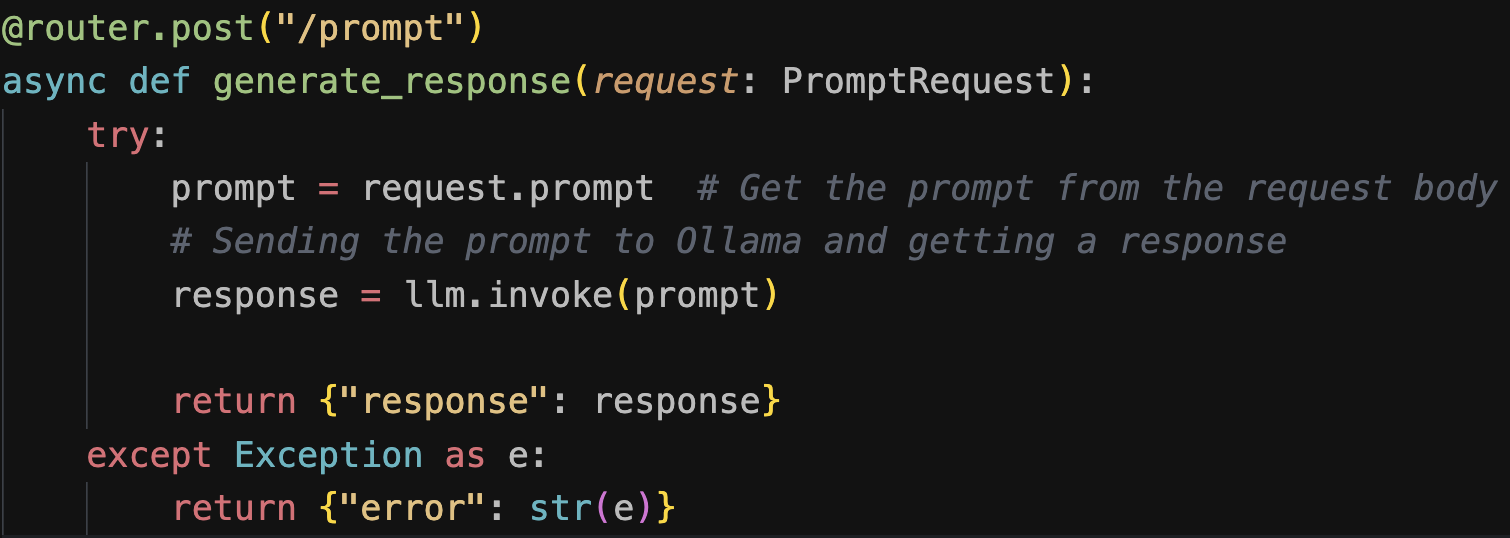 @router.post("/prompt")
async def generate_response(request: PromptRequest):
try:
prompt = request.prompt  # Get the prompt from the request body
# Sending the prompt to Ollama and getting a response
response = llm.invoke(prompt)
return {"response": response}
except Exception as e:
return {"error": str(e)}